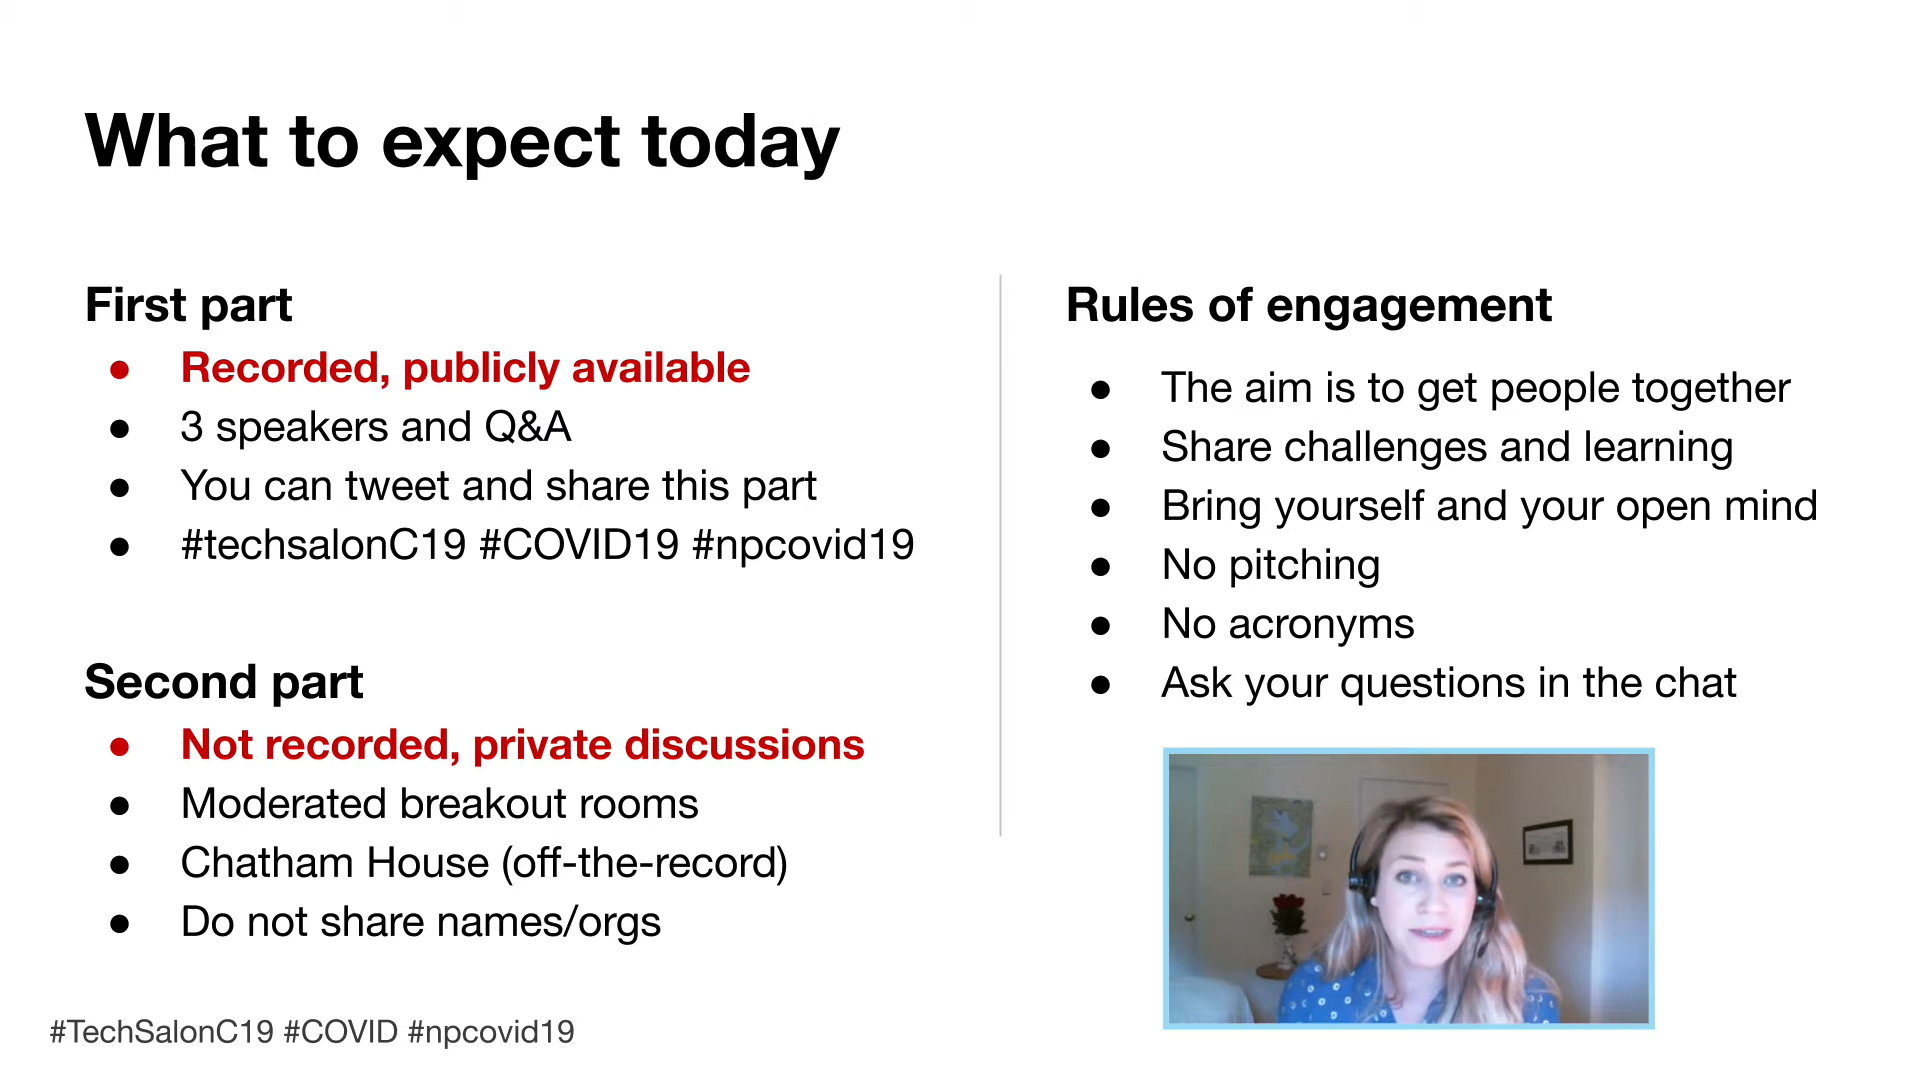 What to expect today
First part
● Recorded, publicly available
● 3 speakers and Q&A
● You can tweet and share this part
● #techsalonC19 #COVID19 #npcovid19
Second part
● Not recorded, private discussions
● Moderated breakout rooms
● Chatham House (off-the-record)
● Do not share names/orgs
Rules of engagement
● The aim is to get people together
● Share challenges and learning
● Bring yourself and your open mind
● No pitching
● No acronyms
● Ask your questions in the chat
#TechSalonC19 #COVID #npcovid19